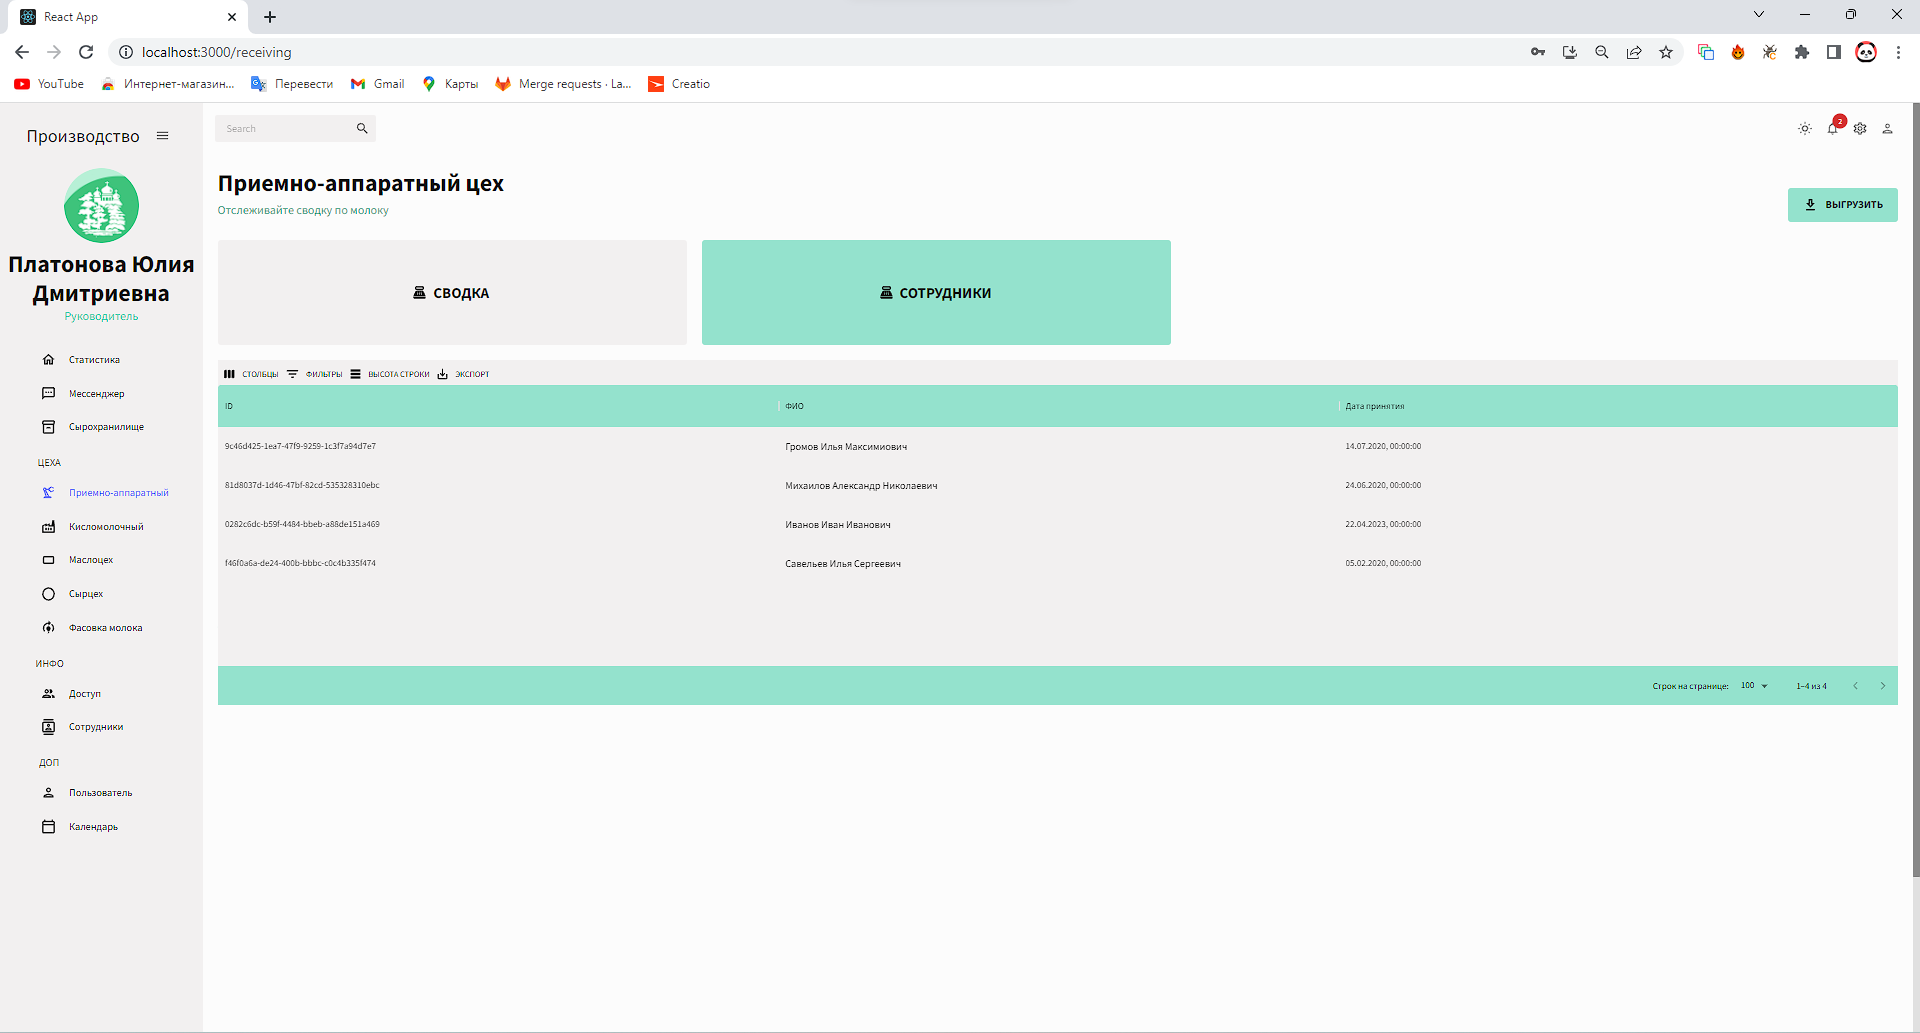 React App
localhost:3000/receiving
YouTube
Интернет-магазин...
Перевести
Gmail
Карты
Merge requests · La...
Creatio
Производство
Search
2
Платонова Юлия
Дмитриевна
Руководитель
Статистика
Мессенджер
Сырохранилище
ЦЕХА
Приемно-аппаратный
Кисломолочный
Маслоцех
Сырцех
Фасовка молока
ИНФО
Доступ
Сотрудники
ДОП
Пользователь
Календарь
Приемно-аппаратный цех
Отслеживайте сводку по молоку
ВЫГРУЗИТЬ
СВОДКА
СОТРУДНИКИ
СТОЛБЦЫ ФИЛЬТРЫ ВЫСОТА СТРОКИ ЭКСПОРТ
ID ФИО Дата принятия
9c46d425-1ea7-47f9-9259-1c3f7a94d7e7 Громов Илья Максимиович 14.07.2020, 00:00:00
81d8037d-1d46-47bf-82cd-535328310ebc Михаилов Александр Николаевич 24.06.2020, 00:00:00
0282c6dc-b59f-4484-bbeb-a88de151a469 Иванов Иван Иванович 22.04.2023, 00:00:00
f46f0a6a-de24-400b-bbbc-c0c4b335f474 Савельев Илья Сергеевич 05.02.2020, 00:00:00
Строк на странице: 100 1–4 из 4